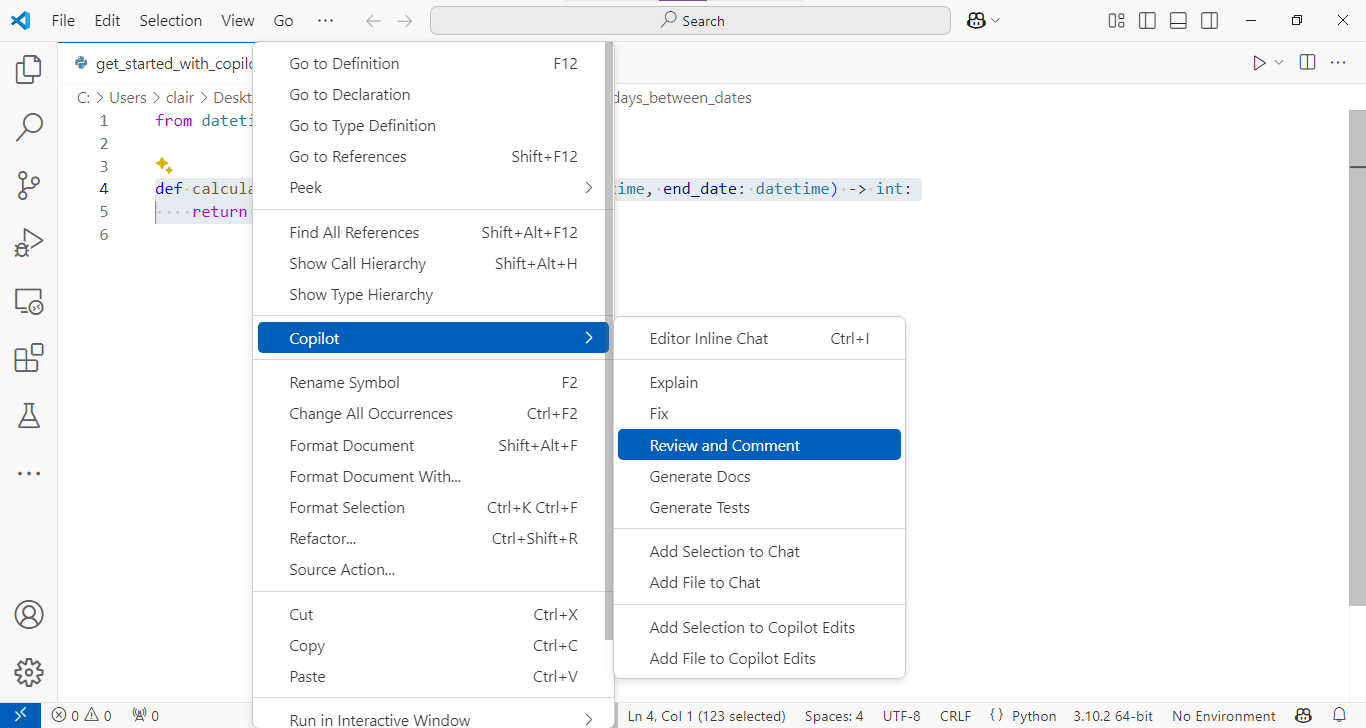 File Edit Selection View Go ··· Search
get_started_with_copilo
C: > Users > clair > Deskt days_between_dates
1 from dateti
2
3
4 def calcula ime, end_date: datetime) -> int:
5 return
6
Go to Definition F12
Go to Declaration
Go to Type Definition
Go to References Shift+F12
Peek
Find All References Shift+Alt+F12
Show Call Hierarchy Shift+Alt+H
Show Type Hierarchy
Copilot
Rename Symbol F2
Change All Occurrences Ctrl+F2
Format Document Shift+Alt+F
Format Document With...
Format Selection Ctrl+K Ctrl+F
Refactor... Ctrl+Shift+R
Source Action...
Cut Ctrl+X
Copy Ctrl+C
Paste Ctrl+V
Run in Interactive Window
Editor Inline Chat Ctrl+I
Explain
Fix
Review and Comment
Generate Docs
Generate Tests
Add Selection to Chat
Add File to Chat
Add Selection to Copilot Edits
Add File to Copilot Edits
0 0 0 Ln 4, Col 1 (123 selected) Spaces: 4 UTF-8 CRLF {} Python 3.10.2 64-bit No Environment